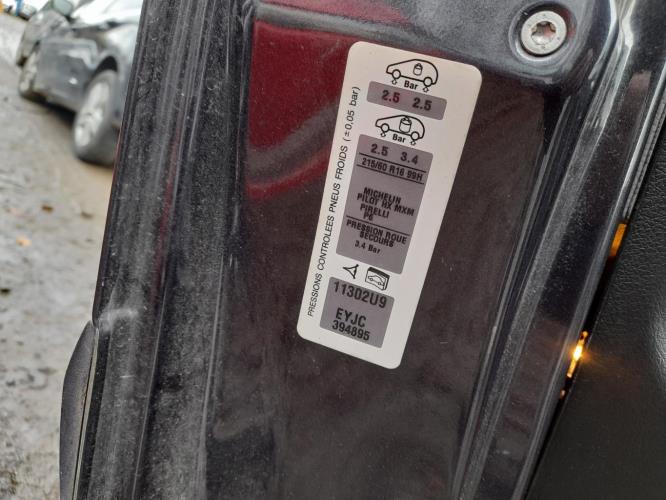 Bar
2.5 2.5
Bar
2.5 3.4
215/60 R16 99H
MICHELIN
PILOT HX MXM
PIRELLI
P6
PRESSION ROUE
SECOURS
3.4 Bar
11302U9
EYJC
394895
PRESSIONS CONTROLEES PNEUS FROIDS (±0,05 bar)